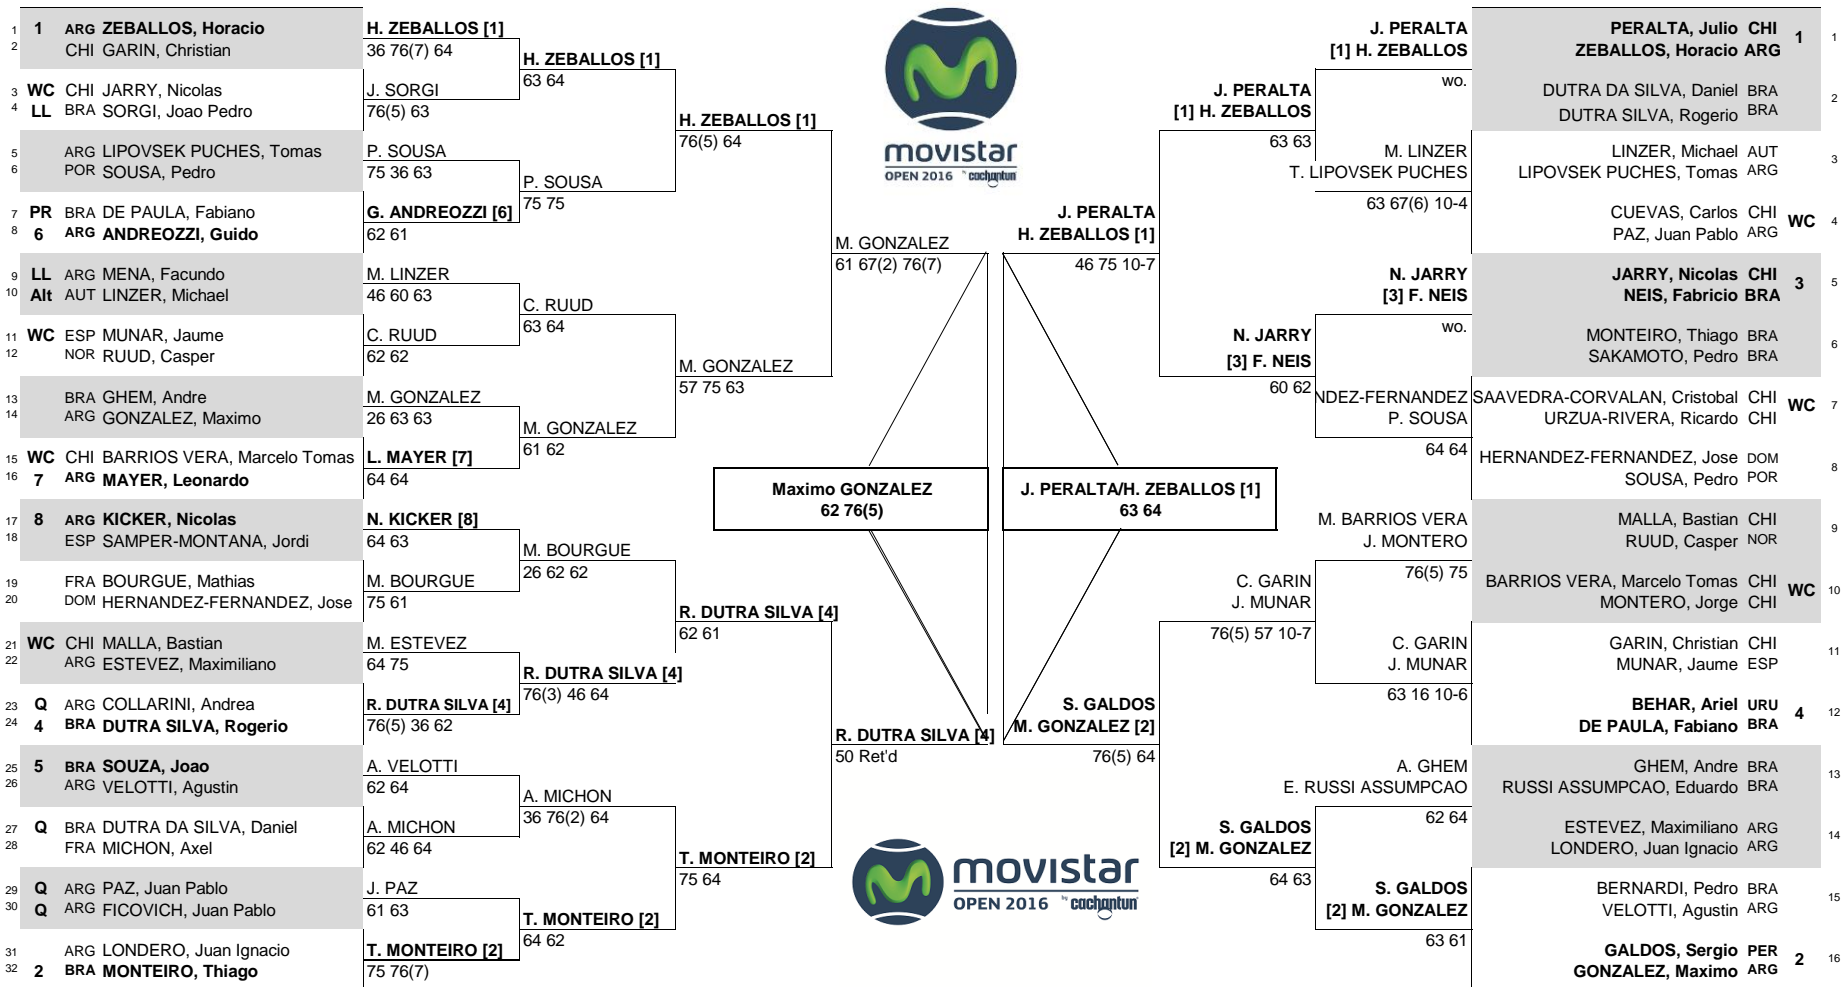 1 1 ARG ZEBALLOS, Horacio
2 CHI GARIN, Christian
3 WC CHI JARRY, Nicolas
4 LL BRA SORGI, Joao Pedro
5 ARG LIPOVSEK PUCHES, Tomas
6 POR SOUSA, Pedro
7 PR BRA DE PAULA, Fabiano
8 6 ARG ANDREOZZI, Guido
9 LL ARG MENA, Facundo
10 Alt AUT LINZER, Michael
11 WC ESP MUNAR, Jaume
12 NOR RUUD, Casper
13 BRA GHEM, Andre
14 ARG GONZALEZ, Maximo
15 WC CHI BARRIOS VERA, Marcelo Tomas
16 7 ARG MAYER, Leonardo
17 8 ARG KICKER, Nicolas
18 ESP SAMPER-MONTANA, Jordi
19 FRA BOURGUE, Mathias
20 DOM HERNANDEZ-FERNANDEZ, Jose
21 WC CHI MALLA, Bastian
22 ARG ESTEVEZ, Maximiliano
23 Q ARG COLLARINI, Andrea
24 4 BRA DUTRA SILVA, Rogerio
25 5 BRA SOUZA, Joao
26 ARG VELOTTI, Agustin
27 Q BRA DUTRA DA SILVA, Daniel
28 FRA MICHON, Axel
29 Q ARG PAZ, Juan Pablo
30 Q ARG FICOVICH, Juan Pablo
31 ARG LONDERO, Juan Ignacio
32 2 BRA MONTEIRO, Thiago
H. ZEBALLOS [1]
36 76(7) 64
J. SORGI
76(5) 63
P. SOUSA
75 36 63
G. ANDREOZZI [6]
62 61
M. LINZER
46 60 63
C. RUUD
62 62
M. GONZALEZ
26 63 63
L. MAYER [7]
64 64
N. KICKER [8]
64 63
M. BOURGUE
75 61
M. ESTEVEZ
64 75
R. DUTRA SILVA [4]
76(5) 36 62
A. VELOTTI
62 64
A. MICHON
62 46 64
J. PAZ
61 63
T. MONTEIRO [2]
75 76(7)
H. ZEBALLOS [1]
63 64
P. SOUSA
75 75
C. RUUD
63 64
M. GONZALEZ
61 62
M. BOURGUE
26 62 62
R. DUTRA SILVA [4]
76(3) 46 64
A. MICHON
36 76(2) 64
T. MONTEIRO [2]
64 62
H. ZEBALLOS [1]
76(5) 64
M. GONZALEZ
57 75 63
R. DUTRA SILVA [4]
62 61
T. MONTEIRO [2]
75 64
M. GONZALEZ
61 67(2) 76(7)
R. DUTRA SILVA [4]
50 Ret'd
Maximo GONZALEZ
62 76(5)
movistar
OPEN 2016 by cachantun
J. PERALTA/H. ZEBALLOS [1]
63 64
movistar
OPEN 2016 by cachantun
J. PERALTA
H. ZEBALLOS [1]
46 75 10-7
S. GALDOS
M. GONZALEZ [2]
76(5) 64
J. PERALTA
[1] H. ZEBALLOS
63 63
N. JARRY
[3] F. NEIS
60 62
C. GARIN
J. MUNAR
76(5) 57 10-7
S. GALDOS
[2] M. GONZALEZ
64 63
J. PERALTA
[1] H. ZEBALLOS
wo.
M. LINZER
T. LIPOVSEK PUCHES
63 67(6) 10-4
N. JARRY
[3] F. NEIS
wo.
NDEZ-FERNANDEZ
P. SOUSA
64 64
M. BARRIOS VERA
J. MONTERO
76(5) 75
C. GARIN
J. MUNAR
63 16 10-6
A. GHEM
E. RUSSI ASSUMPCAO
62 64
S. GALDOS
[2] M. GONZALEZ
63 61
PERALTA, Julio CHI
ZEBALLOS, Horacio ARG
1 1
DUTRA DA SILVA, Daniel BRA
DUTRA SILVA, Rogerio BRA
2
LINZER, Michael AUT
LIPOVSEK PUCHES, Tomas ARG
3
CUEVAS, Carlos CHI
PAZ, Juan Pablo ARG
WC 4
JARRY, Nicolas CHI
NEIS, Fabricio BRA
3 5
MONTEIRO, Thiago BRA
SAKAMOTO, Pedro BRA
6
SAAVEDRA-CORVALAN, Cristobal CHI
URZUA-RIVERA, Ricardo CHI
WC 7
HERNANDEZ-FERNANDEZ, Jose DOM
SOUSA, Pedro POR
8
MALLA, Bastian CHI
RUUD, Casper NOR
9
BARRIOS VERA, Marcelo Tomas CHI
MONTERO, Jorge CHI
WC 10
GARIN, Christian CHI
MUNAR, Jaume ESP
11
BEHAR, Ariel URU
DE PAULA, Fabiano BRA
4 12
GHEM, Andre BRA
RUSSI ASSUMPCAO, Eduardo BRA
13
ESTEVEZ, Maximiliano ARG
LONDERO, Juan Ignacio ARG
14
BERNARDI, Pedro BRA
VELOTTI, Agustin ARG
15
GALDOS, Sergio PER
GONZALEZ, Maximo ARG
2 16